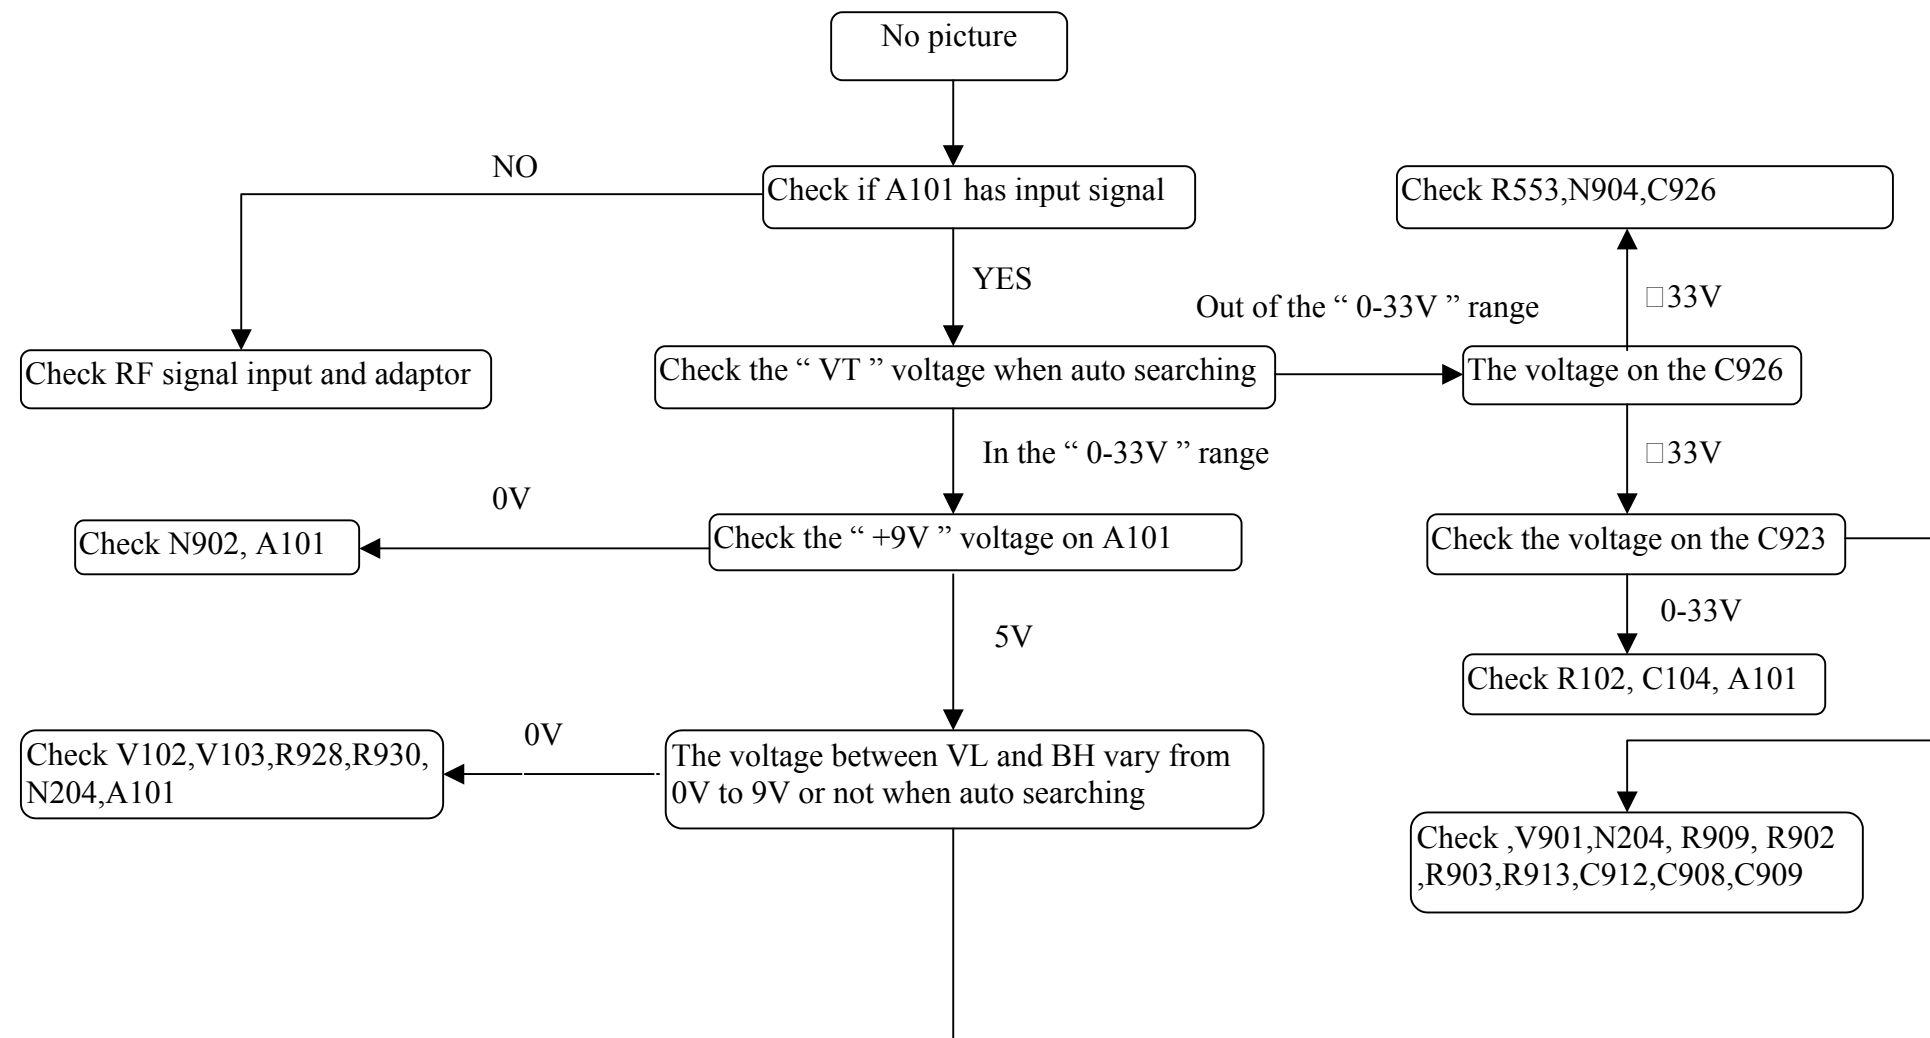 No picture
NO
Check if A101 has input signal
Check R553,N904,C926
YES
□33V
Out of the “ 0-33V ” range
Check RF signal input and adaptor
Check the “ VT ” voltage when auto searching
The voltage on the C926
In the “ 0-33V ” range
□33V
0V
Check N902, A101
Check the “ +9V ” voltage on A101
Check the voltage on the C923
0-33V
5V
Check R102, C104, A101
0V
Check V102,V103,R928,R930,
N204,A101
The voltage between VL and BH vary from
0V to 9V or not when auto searching
Check ,V901,N204, R909, R902
,R903,R913,C912,C908,C909